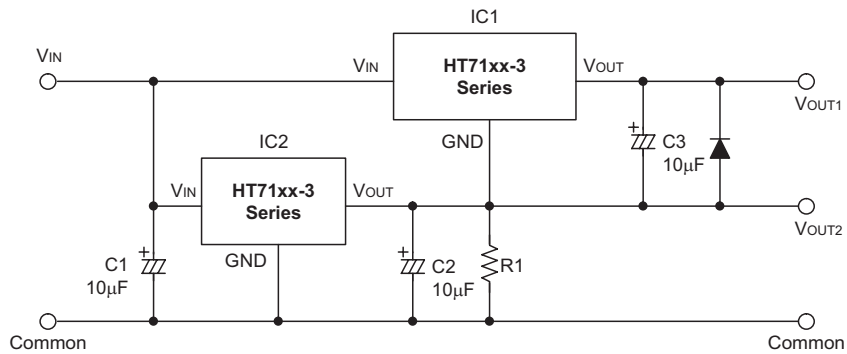 IC1
VIN
VIN
HT71xx-3
Series
VOUT
VOUT1
GND
+
C3
10μF
IC2
VIN
HT71xx-3
Series
VOUT
VOUT2
GND
+
C1
10μF
+
C2
10μF
R1
Common
Common